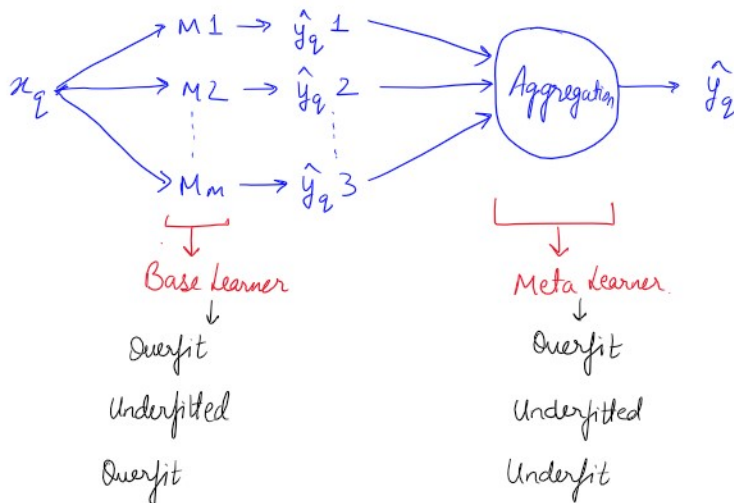 M1 → ŷq 1
xq M2 → ŷq 2 Aggregation → ŷq
Mm → ŷq 3
Base Learner Meta Learner.
Overfit Overfit
Underfitted Underfitted
Overfit Underfit